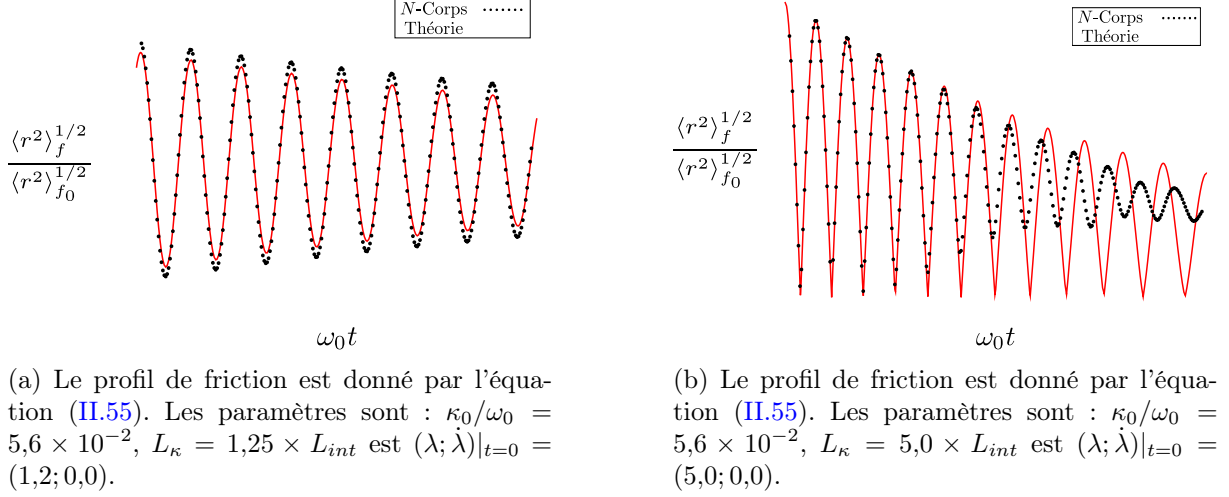 N-Corps ........
Théorie
⟨r²⟩_f^{1/2}
⟨r²⟩_{f_0}^{1/2}
ω₀t
(a) Le profil de friction est donné par l'équa-
tion (II.55). Les paramètres sont : κ₀/ω₀ =
5,6 × 10⁻², L_κ = 1,25 × L_{int} est (λ; λ̇)|_{t=0} =
(1,2; 0,0).
N-Corps .......
Théorie
⟨r²⟩_f^{1/2}
⟨r²⟩_{f_0}^{1/2}
ω₀t
(b) Le profil de friction est donné par l'équa-
tion (II.55). Les paramètres sont : κ₀/ω₀ =
5,6 × 10⁻², L_κ = 5,0 × L_{int} est (λ; λ̇)|_{t=0} =
(5,0; 0,0).